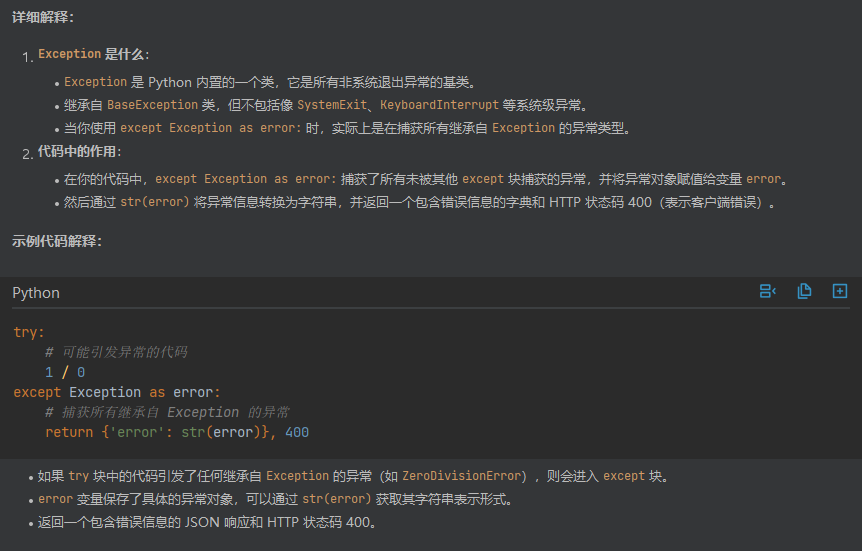 详细解释：
1. Exception 是什么：
• Exception 是 Python 内置的一个类，它是所有非系统退出异常的基类。
• 继承自 BaseException 类，但不包括像 SystemExit、KeyboardInterrupt 等系统级异常。
• 当你使用 except Exception as error: 时，实际上是在捕获所有继承自 Exception 的异常类型。
2. 代码中的作用：
• 在你的代码中，except Exception as error: 捕获了所有未被其他 except 块捕获的异常，并将异常对象赋值给变量 error。
• 然后通过 str(error) 将异常信息转换为字符串，并返回一个包含错误信息的字典和 HTTP 状态码 400（表示客户端错误）。
示例代码解释：
Python
try:
    # 可能引发异常的代码
    1 / 0
except Exception as error:
    # 捕获所有继承自 Exception 的异常
    return {'error': str(error)}, 400
• 如果 try 块中的代码引发了任何继承自 Exception 的异常（如 ZeroDivisionError），则会进入 except 块。
• error 变量保存了具体的异常对象，可以通过 str(error) 获取其字符串表示形式。
• 返回一个包含错误信息的 JSON 响应和 HTTP 状态码 400。